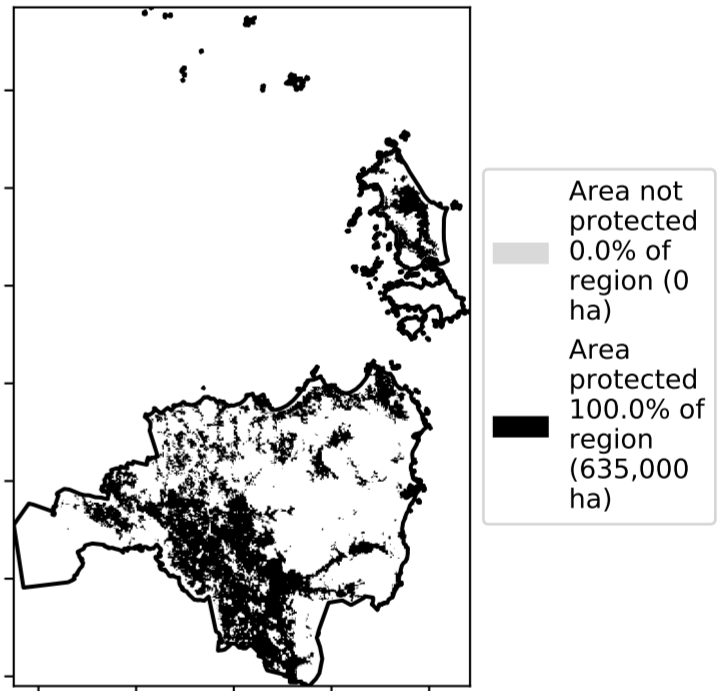 Area not
protected
0.0% of
region (0
ha)
Area
protected
100.0% of
region
(635,000
ha)